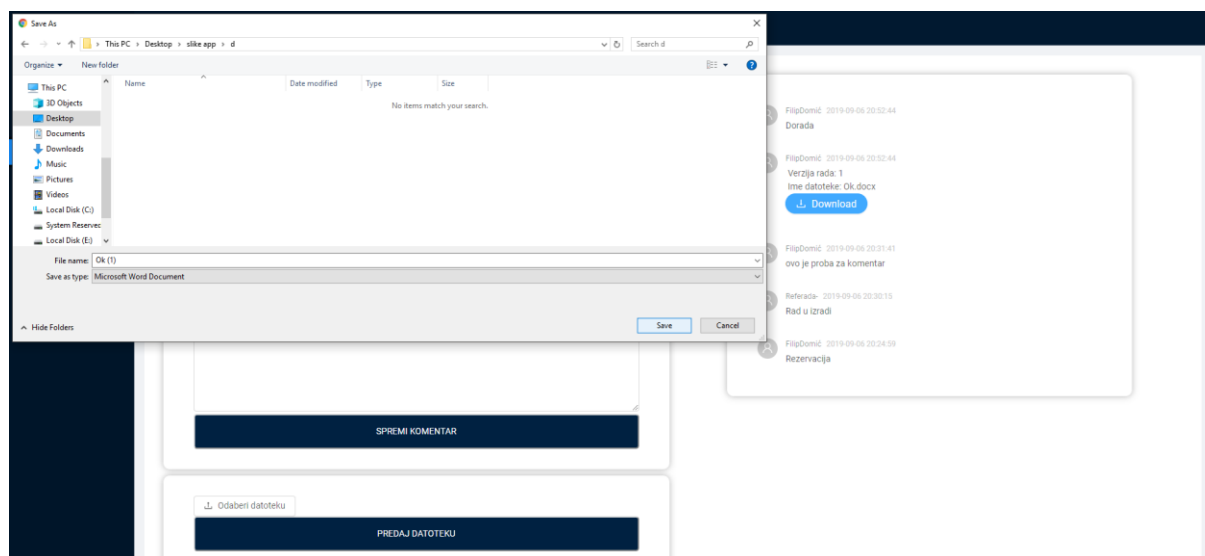 Save As
This PC > Desktop > slike app > d
Search d
Organize
New folder
This PC
3D Objects
Desktop
Documents
Downloads
Music
Pictures
Videos
Local Disk (C:)
System Reserve
Local Disk (E:)
Name Date modified Type Size
No items match your search.
File name: Ok (1)
Save as type: Microsoft Word Document
Hide Folders
Save
Cancel
FilipDomić 2019-09-06 20:52:44
Dorada
FilipDomić 2019-09-06 20:52:44
Verzija rada: 1
Ime datoteke: Ok.docx
Download
FilipDomić 2019-09-06 20:31:41
ovo je proba za komentar
Referada- 2019-09-06 20:30:15
Rad u izradi
FilipDomić 2019-09-06 20:24:59
Rezervacija
SPREMI KOMENTAR
Odaberi datoteku
PREDAJ DATOTEKU